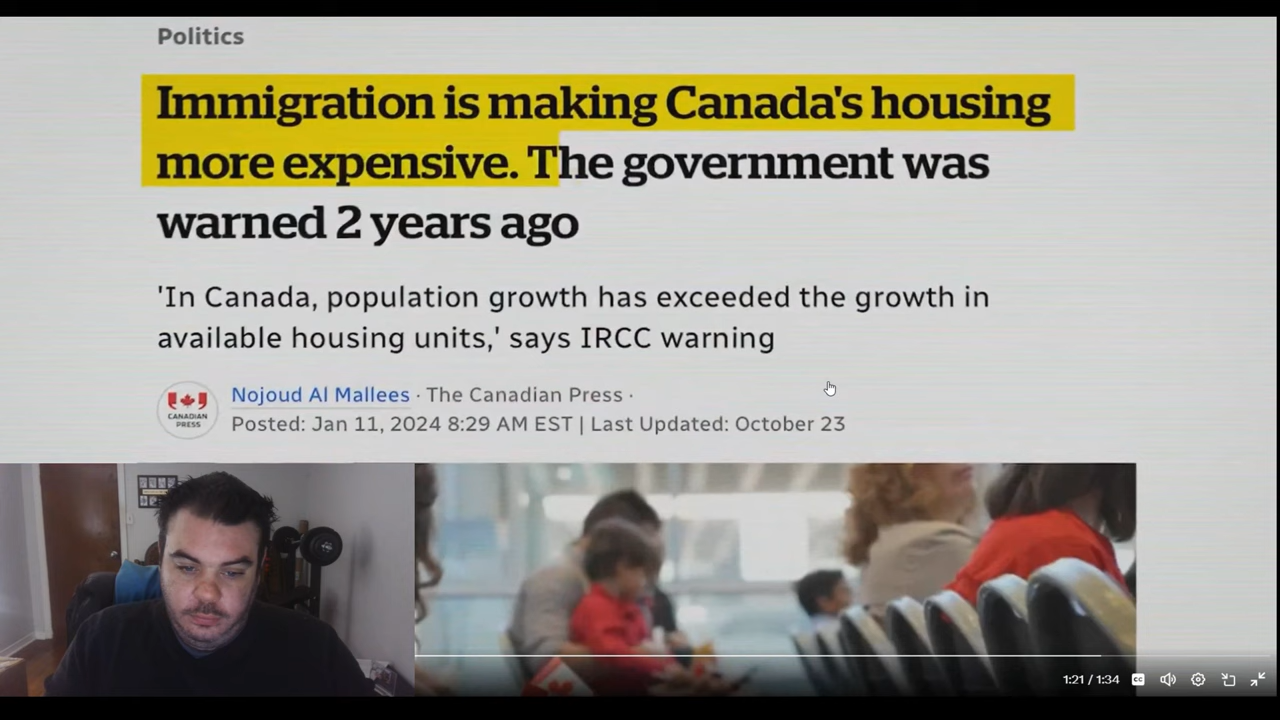 Politics
Immigration is making Canada's housing
more expensive. The government was
warned 2 years ago
'In Canada, population growth has exceeded the growth in
available housing units,' says IRCC warning
CANADIAN
PRESS
Nojoud Al Mallees · The Canadian Press ·
Posted: Jan 11, 2024 8:29 AM EST | Last Updated: October 23
1:21 / 1:34
CC